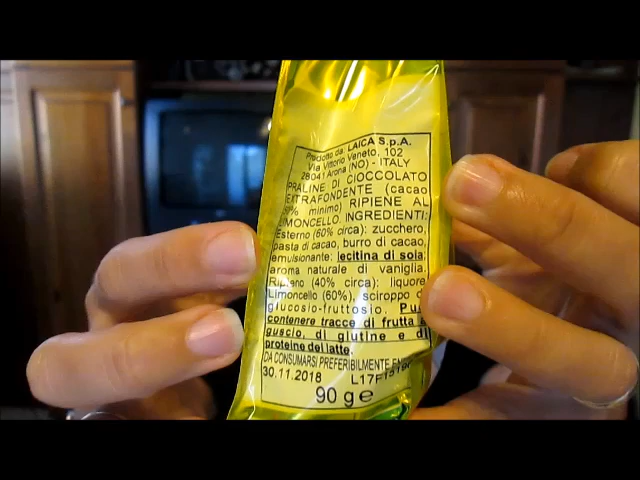 Prodotto da: LAICA S.p.A.
Via Vittorio Veneto, 102
28041 Arona (NO) - ITALY
PRALINE DI CIOCCOLATO
EXTRAFONDENTE (cacao
minimo) RIPIENE AL
LIMONCELLO. INGREDIENTI:
Esterno (60% circa): zucchero,
pasta di cacao, burro di cacao,
emulsionante: lecitina di soia;
aroma naturale di vaniglia.
Ripieno (40% circa): liquore
Limoncello (60%), sciroppo
glucosio-fruttosio. Può
contenere tracce di frutta a
guscio, di glutine e di
proteine del latte.
DA CONSUMARSI PREFERIBILMENTE
30.11.2018
90 g e